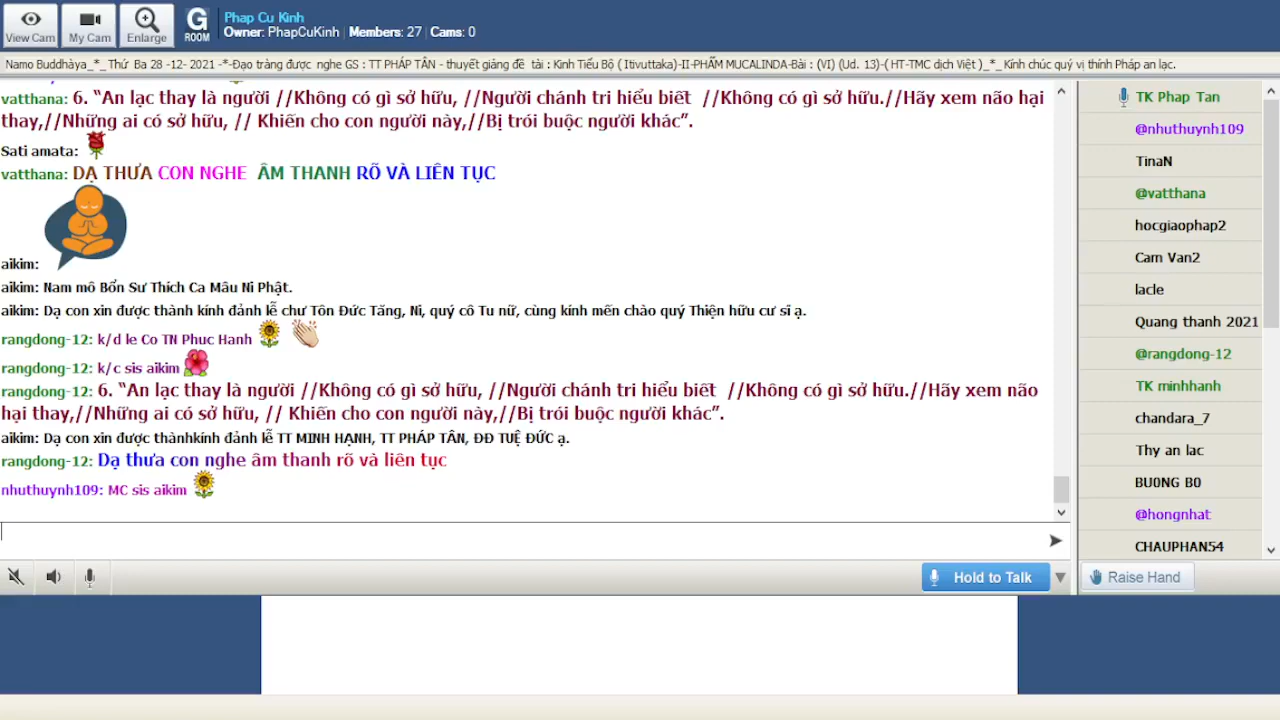 View Cam
My Cam
Enlarge
G
ROOM
Phap Cu Kinh
Owner: PhapCuKinh | Members: 27 | Cams: 0
Namo Buddhàya_*_Thứ Ba 28 -12- 2021 -*-Đạo tràng được nghe GS : TT PHÁP TÂN - thuyết giảng đề tài : Kinh Tiểu Bộ ( Itivuttaka)-II-PHẨM MUCALINDA-Bài : (VI) (Ud. 13)-( HT-TMC dịch Việt )_*_ Kính chúc quý vị thính Pháp an lạc.
vatthana: 6. “An lạc thay là người //Không có gì sở hữu, //Người chánh tri hiểu biết //Không có gì sở hữu.//Hãy xem não hại
thay,//Những ai có sở hữu, // Khiến cho con người này,//Bị trói buộc người khác”.
Sati amata:
vatthana: DẠ THƯA CON NGHE ÂM THANH RÕ VÀ LIÊN TỤC
aikim:
aikim: Nam mô Bổn Sư Thích Ca Mâu Ni Phật.
aikim: Dạ con xin được thành kính đảnh lễ chư Tôn Đức Tăng, Ni, quý cô Tu nữ, cùng kính mến chào quý Thiện hữu cư sĩ ạ.
rangdong-12: k/d le Co TN Phuc Hanh
rangdong-12: k/c sis aikim
rangdong-12: 6. “An lạc thay là người //Không có gì sở hữu, //Người chánh tri hiểu biết //Không có gì sở hữu.//Hãy xem não
hại thay,//Những ai có sở hữu, // Khiến cho con người này,//Bị trói buộc người khác”.
aikim: Dạ con xin được thànhkính đảnh lễ TT MINH HẠNH, TT PHÁP TÂN, ĐĐ TUỆ ĐỨC ạ.
rangdong-12: Dạ thưa con nghe âm thanh rõ và liên tục
nhuthuynh109: MC sis aikim
Hold to Talk
TK Phap Tan
@nhuthuynh109
TinaN
@vatthana
hocgiaophap2
Cam Van2
lacle
Quang thanh 2021
@rangdong-12
TK minhhanh
chandara_7
Thy an lac
BU0NG B0
@hongnhat
CHAUPHAN54
Raise Hand